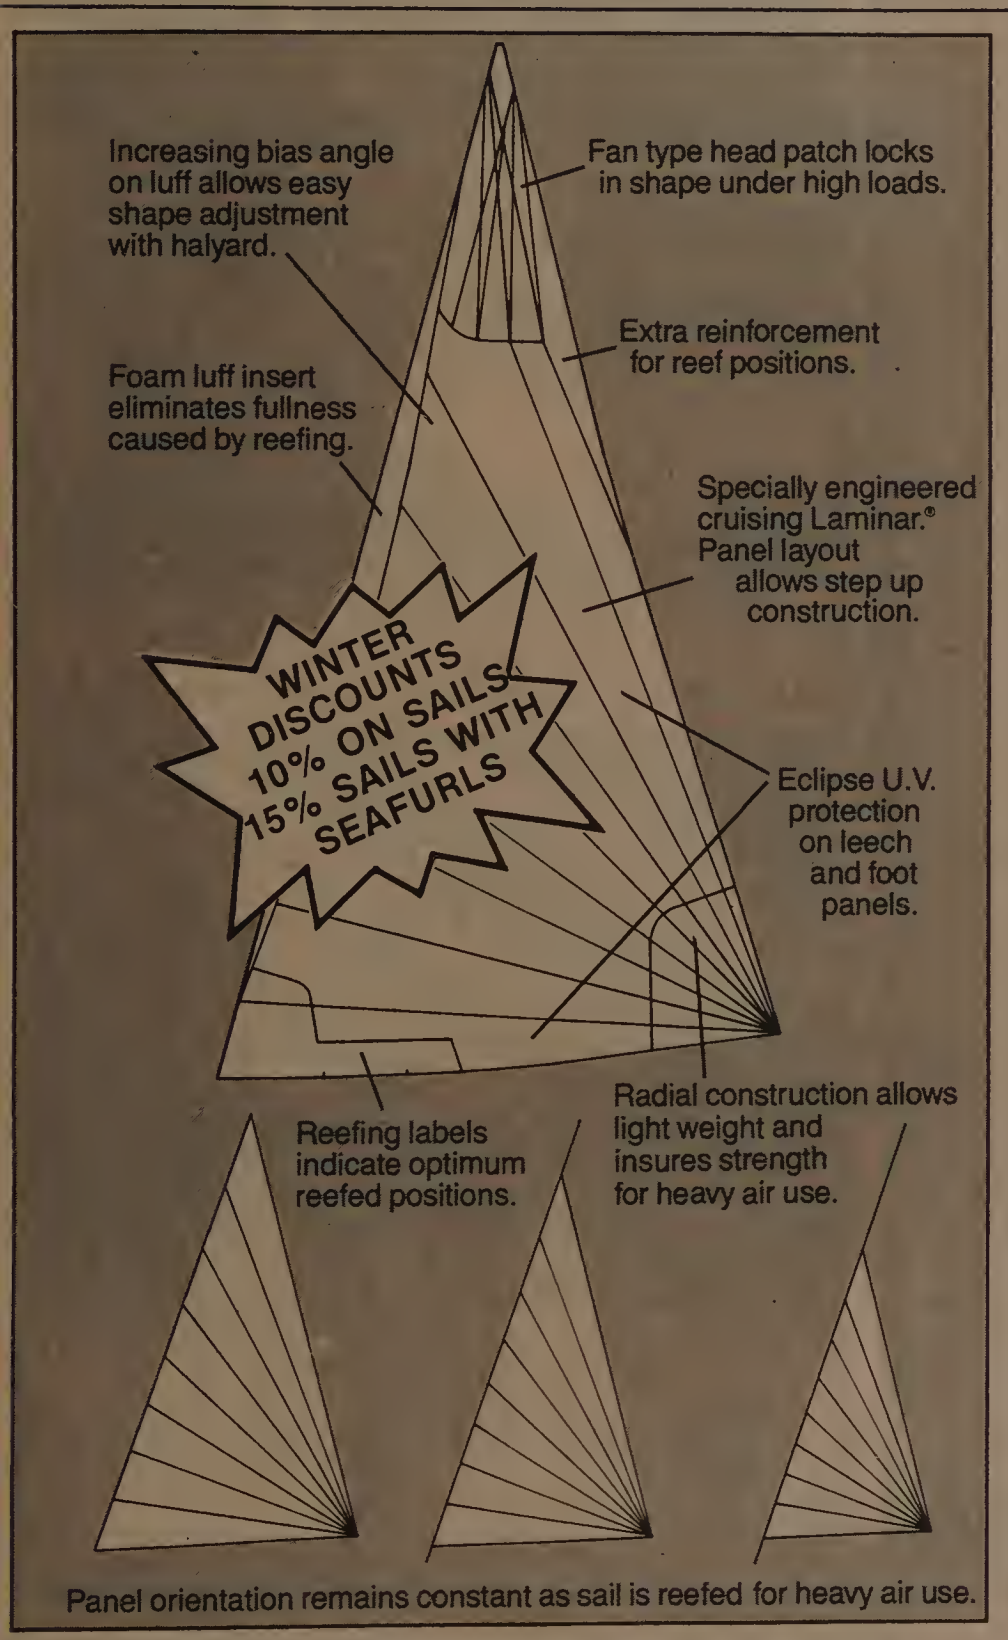 Increasing bias angle
on luff allows easy
shape adjustment
with halyard.
Fan type head patch locks
in shape under high loads.
Extra reinforcement
for reef positions.
Foam luff insert
eliminates fullness
caused by reefing.
Specially engineered
cruising Laminar.®
Panel layout
allows step up
construction.
WINTER
DISCOUNTS
10% ON SAILS
15% SAILS WITH
SEAFURLS
Eclipse U.V.
protection
on leech
and foot
panels.
Reefing labels
indicate optimum
reefed positions.
Radial construction allows
light weight and
insures strength
for heavy air use.
Panel orientation remains constant as sail is reefed for heavy air use.